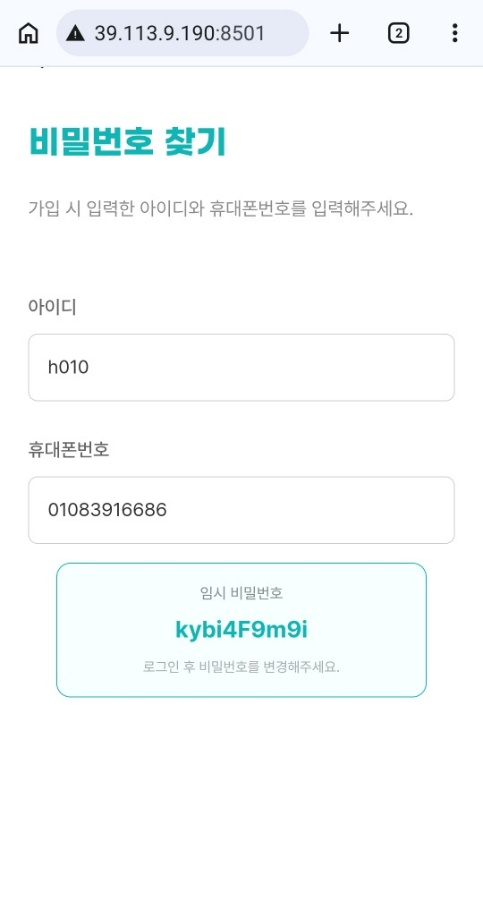 39.113.9.190:8501
2
비밀번호 찾기
가입 시 입력한 아이디와 휴대폰번호를 입력해주세요.
아이디
h010
휴대폰번호
01083916686
임시 비밀번호
kybi4F9m9i
로그인 후 비밀번호를 변경해주세요.